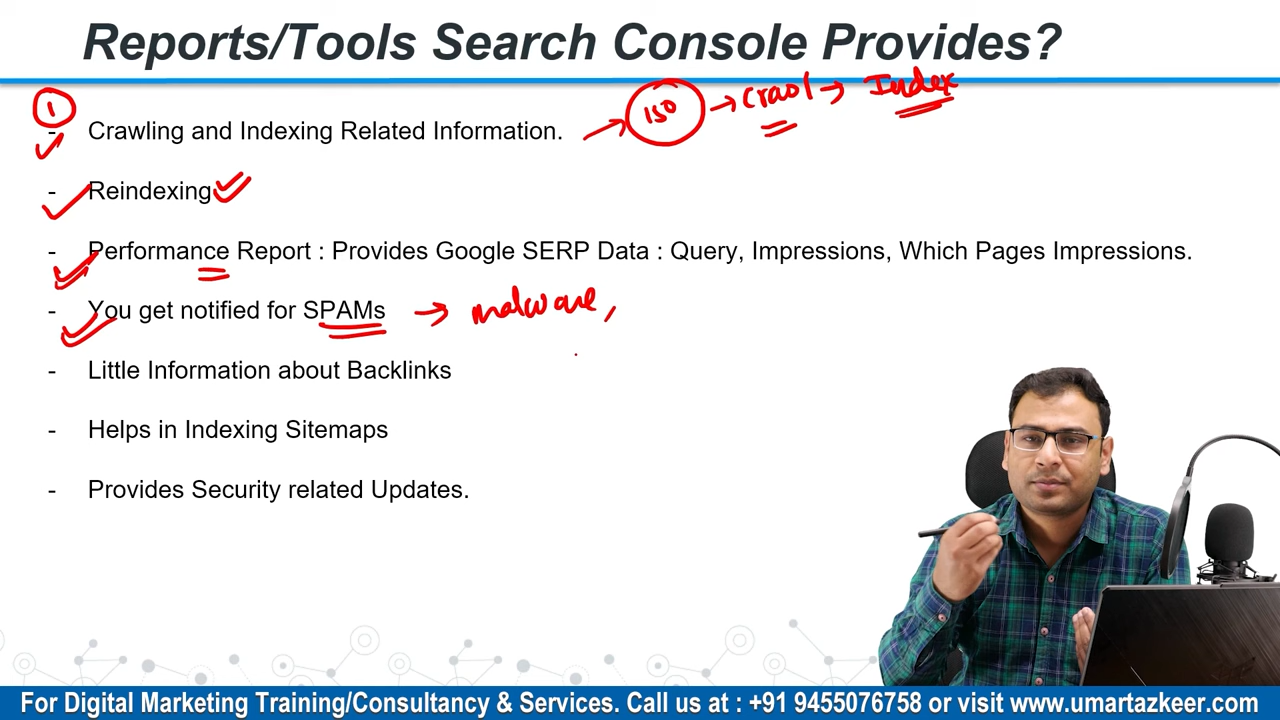 Reports/Tools Search Console Provides?
1
- Crawling and Indexing Related Information. → 150 → Crawl → Index
- Reindexing
- Performance Report : Provides Google SERP Data : Query, Impressions, Which Pages Impressions.
- You get notified for SPAMs → malware,
- Little Information about Backlinks
- Helps in Indexing Sitemaps
- Provides Security related Updates.
For Digital Marketing Training/Consultancy & Services. Call us at : +91 9455076758 or visit www.umartazkeer.com